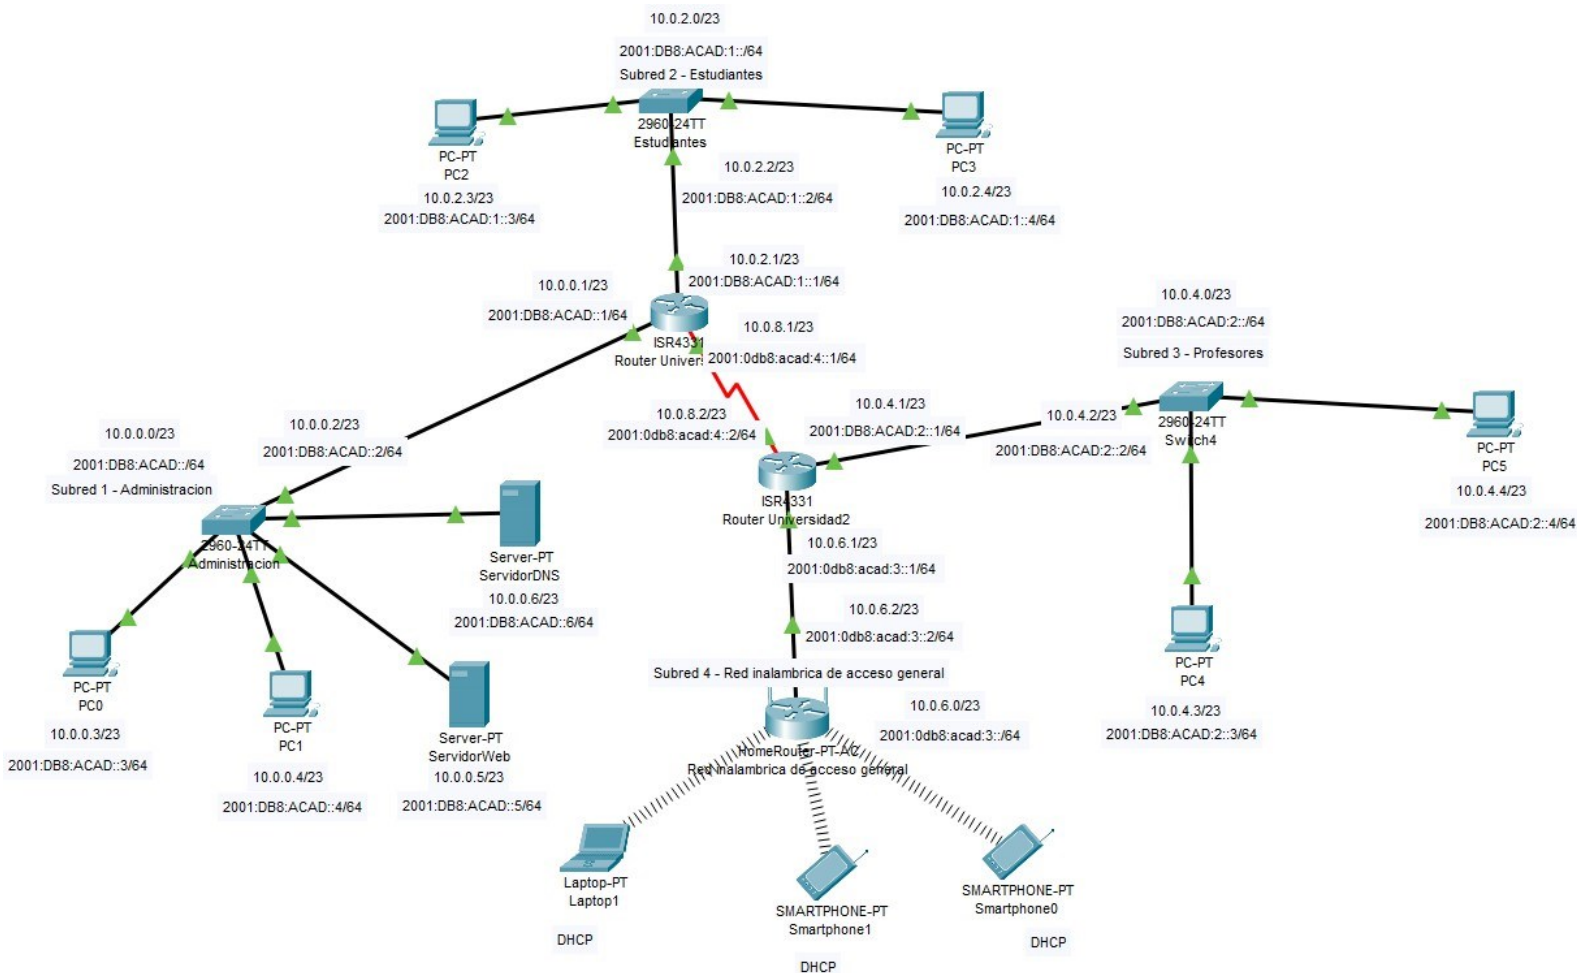 10.0.2.0/23
2001:DB8:ACAD:1::/64
Subred 2 - Estudiantes
2960-24TT
Estudiantes
PC-PT
PC2
10.0.2.3/23
2001:DB8:ACAD:1::3/64
PC-PT
PC3
10.0.2.4/23
2001:DB8:ACAD:1::4/64
10.0.2.2/23
2001:DB8:ACAD:1::2/64
10.0.2.1/23
2001:DB8:ACAD:1::1/64
10.0.0.1/23
2001:DB8:ACAD::1/64
ISR4331
Router
10.0.8.1/23
2001:0db8:acad:4::1/64
10.0.4.0/23
2001:DB8:ACAD:2::/64
Subred 3 - Profesores
10.0.8.2/23
2001:0db8:acad:4::2/64
10.0.4.1/23
2001:DB8:ACAD:2::1/64
10.0.4.2/23
2001:DB8:ACAD:2::2/64
2960-24TT
Switch4
PC-PT
PC5
10.0.4.4/23
2001:DB8:ACAD:2::4/64
10.0.0.0/23
2001:DB8:ACAD::/64
Subred 1 - Administracion
10.0.0.2/23
2001:DB8:ACAD::2/64
ISR4331
Router Universidad2
2960-24TT
Administracion
Server-PT
ServidorDNS
10.0.0.6/23
2001:DB8:ACAD::6/64
10.0.6.1/23
2001:0db8:acad:3::1/64
10.0.6.2/23
2001:0db8:acad:3::2/64
PC-PT
PC0
10.0.0.3/23
2001:DB8:ACAD::3/64
PC-PT
PC1
10.0.0.4/23
2001:DB8:ACAD::4/64
Server-PT
ServidorWeb
10.0.0.5/23
2001:DB8:ACAD::5/64
PC-PT
PC4
10.0.4.3/23
2001:DB8:ACAD:2::3/64
Subred 4 - Red inalambrica de acceso general
10.0.6.0/23
2001:0db8:acad:3::/64
HomeRouter-PT-AC
Red inalambrica de acceso general
Laptop-PT
Laptop1
DHCP
SMARTPHONE-PT
Smartphone1
DHCP
SMARTPHONE-PT
Smartphone0
DHCP